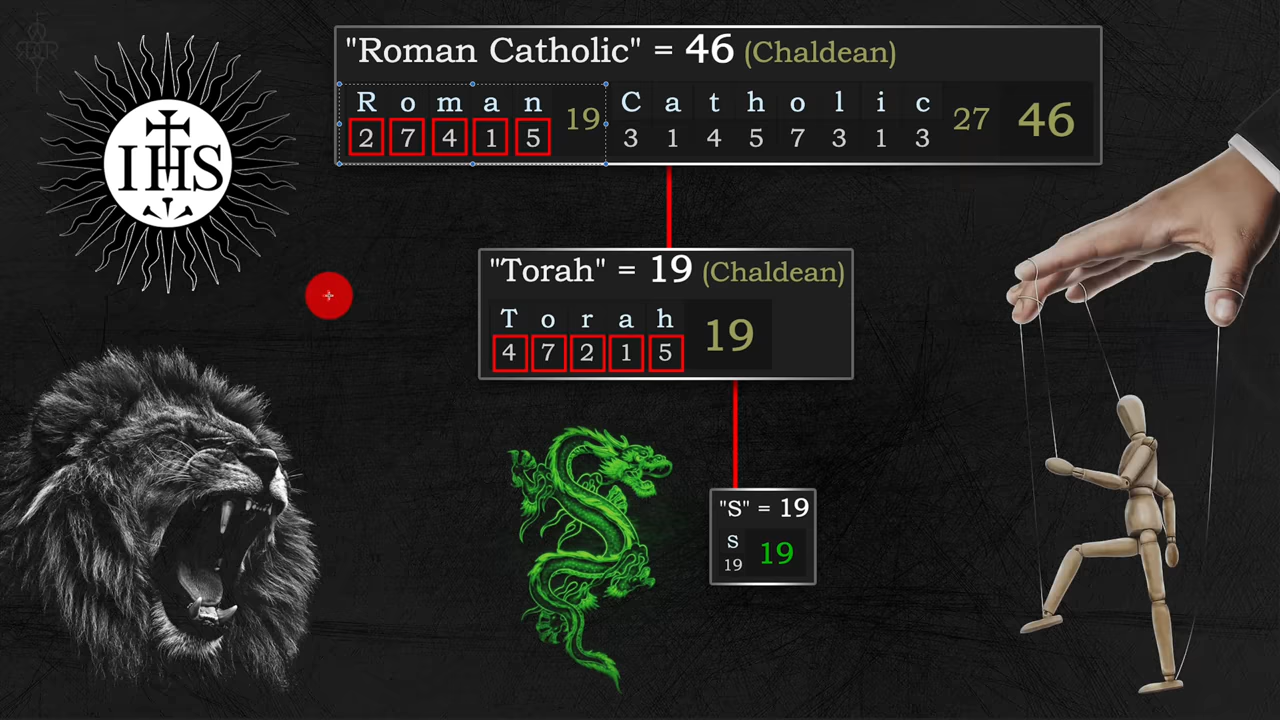 IHS
"Roman Catholic" = 46 (Chaldean)
R o m a n 19 C a t h o l i c 27 46
2 7 4 1 5 3 1 4 5 7 3 1 3
"Torah" = 19 (Chaldean)
T o r a h 19
4 7 2 1 5
"S" = 19
S 19
19